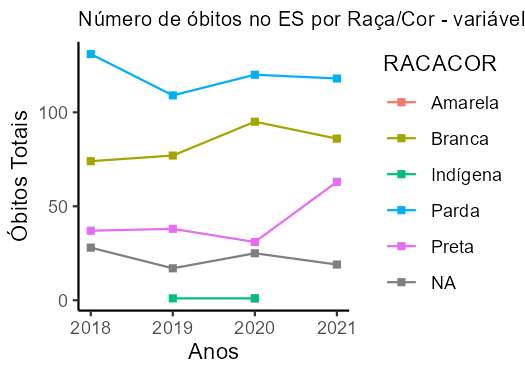 Número de óbitos no ES por Raça/Cor - variável
RACACOR
Amarela
Branca
Indígena
Parda
Preta
NA
Óbitos Totais
100
50
0
2018 2019 2020 2021
Anos